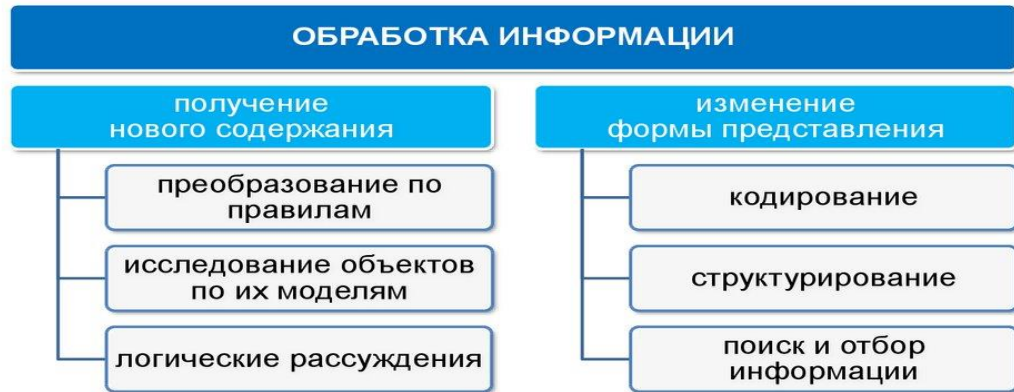 ОБРАБОТКА ИНФОРМАЦИИ
получение
нового содержания
преобразование по
правилам
исследование объектов
по их моделям
логические рассуждения
изменение
формы представления
кодирование
структурирование
поиск и отбор
информации